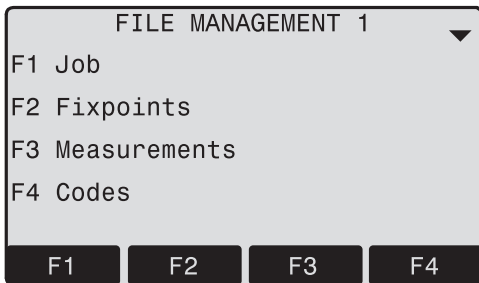 FILE MANAGEMENT 1
F1 Job
F2 Fixpoints
F3 Measurements
F4 Codes
F1 F2 F3 F4